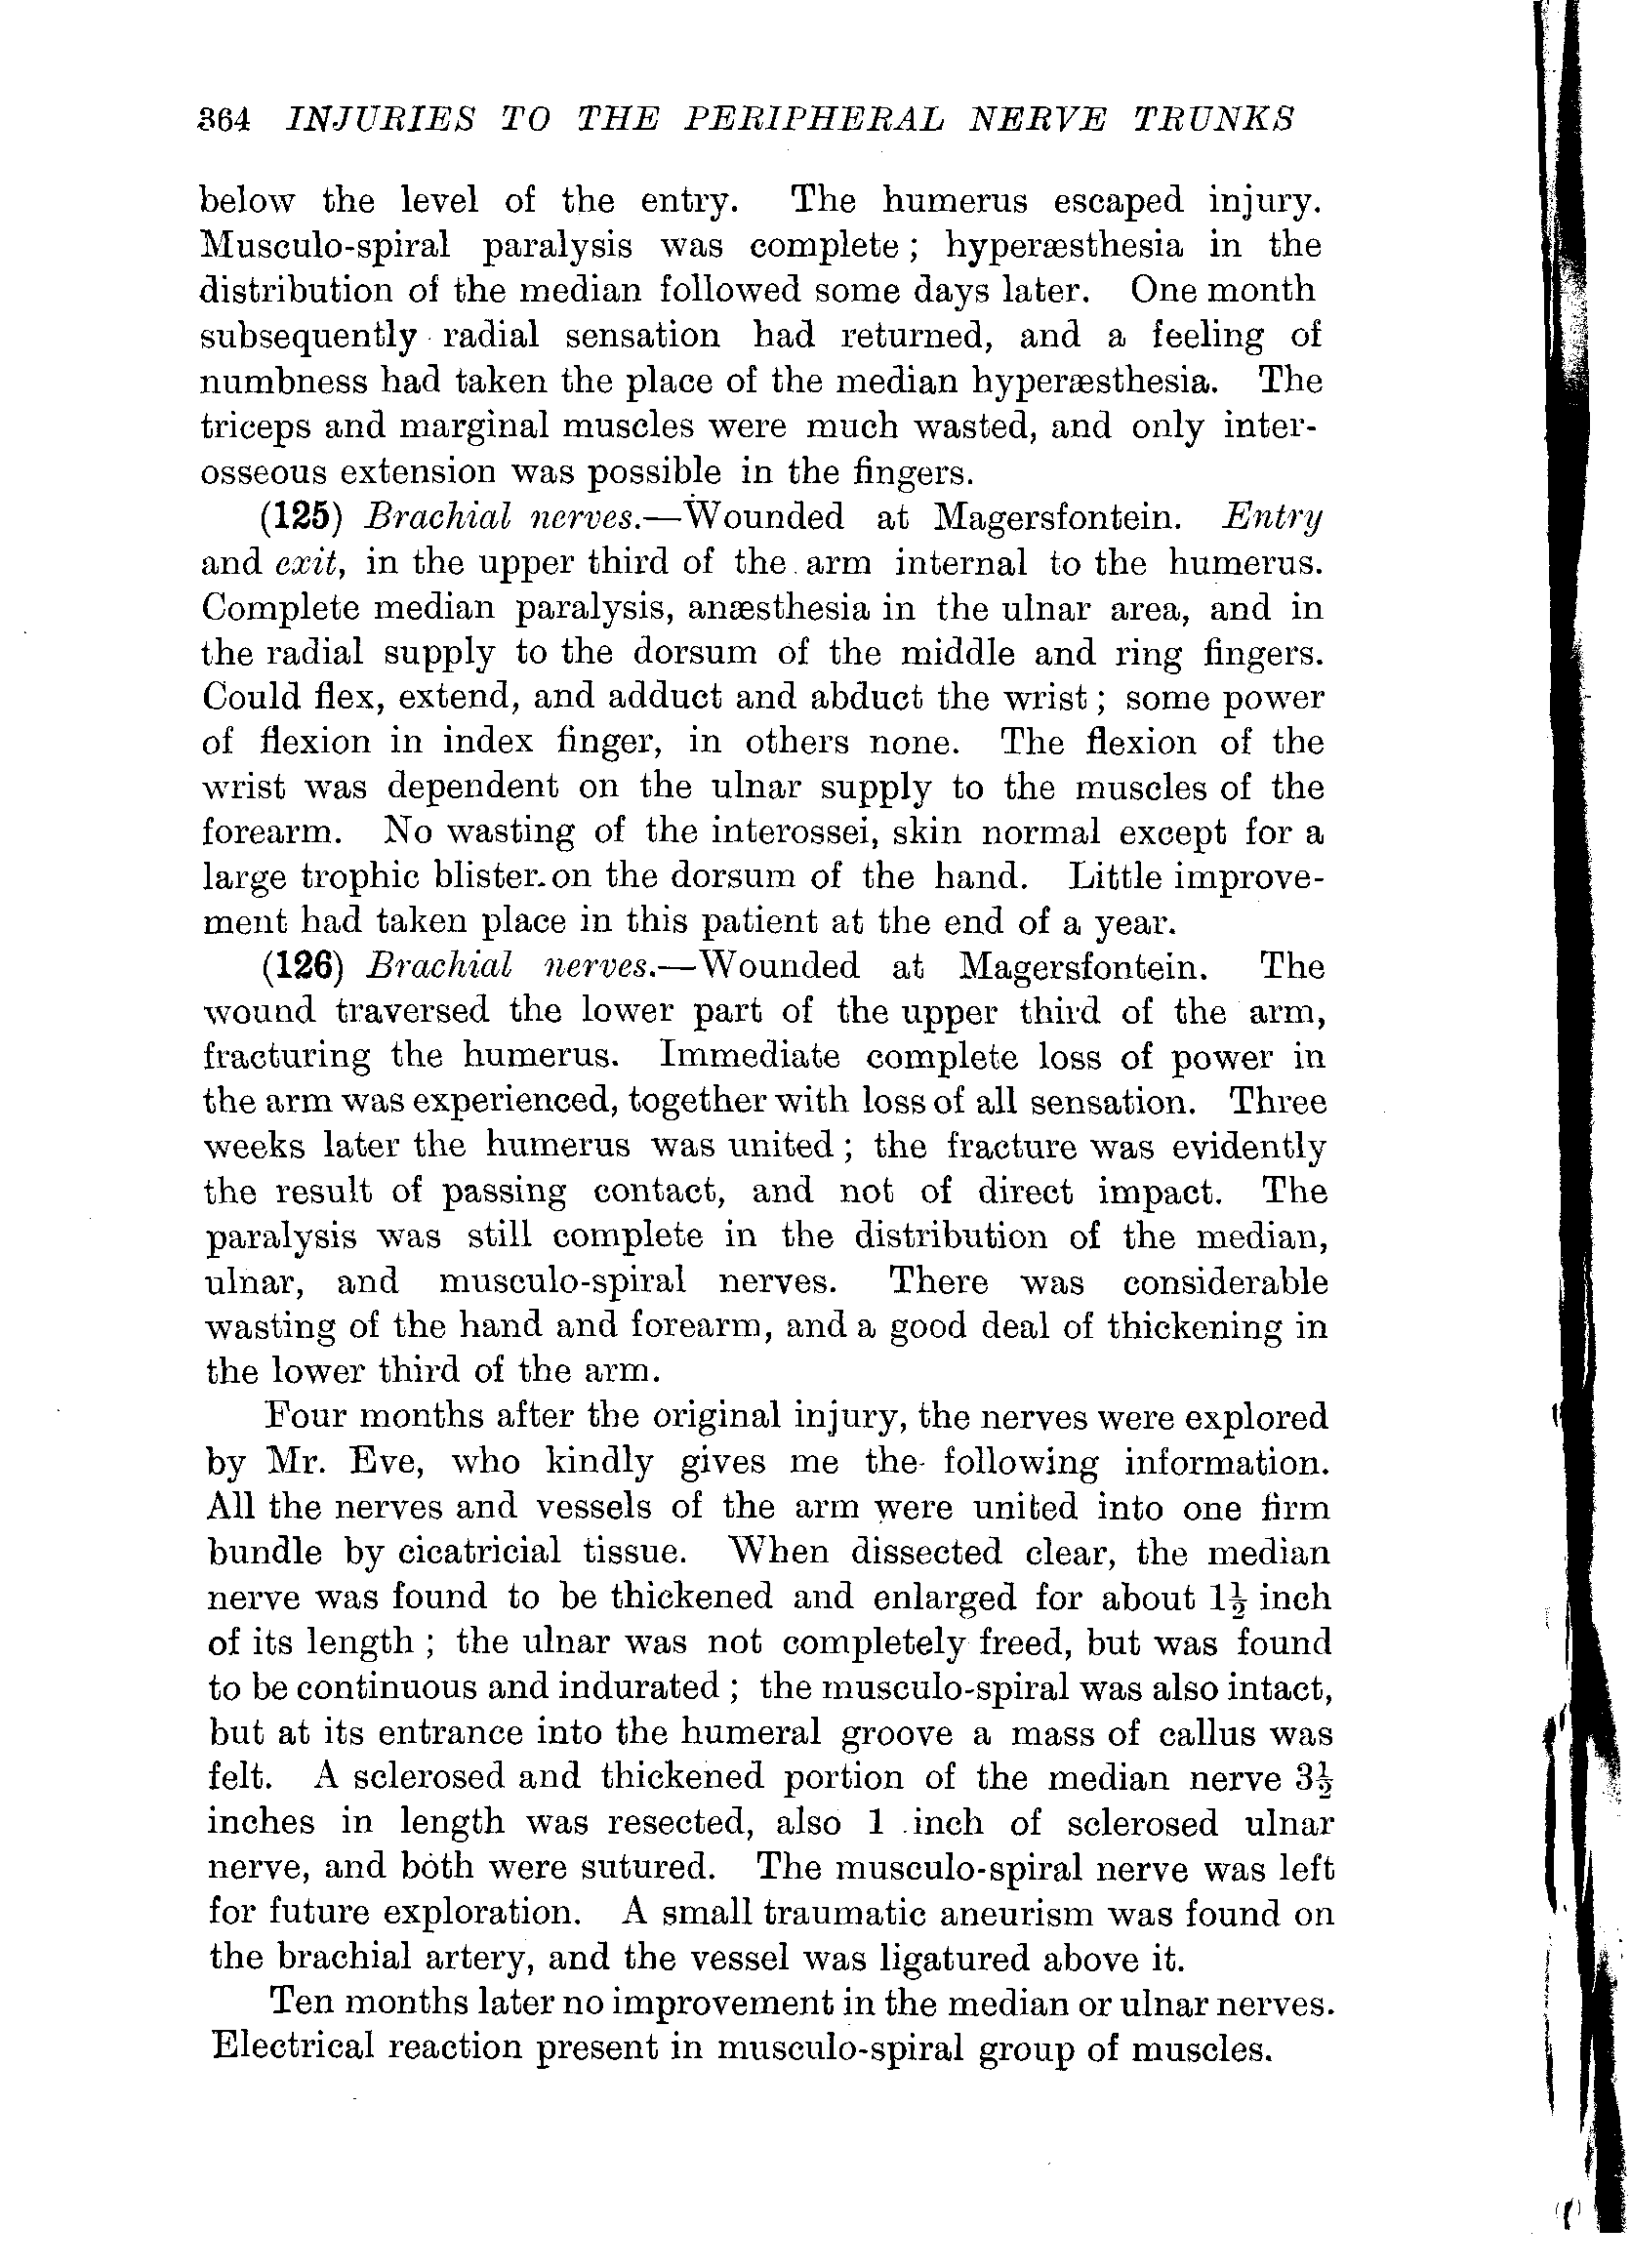 364 INJURIES TO THE PERIPHERAL NERVE TRUNKS
below the level of the entry. The humerus escaped injury.
Musculo-spiral paralysis was complete; hyperæsthesia in the
distribution of the median followed some days later. One month
subsequently radial sensation had returned, and a feeling of
numbness had taken the place of the median hyperæsthesia. The
triceps and marginal muscles were much wasted, and only inter-
osseous extension was possible in the fingers.
(125) Brachial nerves.—Wounded at Magersfontein. Entry
and exit, in the upper third of the arm internal to the humerus.
Complete median paralysis, anæsthesia in the ulnar area, and in
the radial supply to the dorsum of the middle and ring fingers.
Could flex, extend, and adduct and abduct the wrist; some power
of flexion in index finger, in others none. The flexion of the
wrist was dependent on the ulnar supply to the muscles of the
forearm. No wasting of the interossei, skin normal except for a
large trophic blister on the dorsum of the hand. Little improve-
ment had taken place in this patient at the end of a year.
(126) Brachial nerves.—Wounded at Magersfontein. The
wound traversed the lower part of the upper third of the arm,
fracturing the humerus. Immediate complete loss of power in
the arm was experienced, together with loss of all sensation. Three
weeks later the humerus was united; the fracture was evidently
the result of passing contact, and not of direct impact. The
paralysis was still complete in the distribution of the median,
ulnar, and musculo-spiral nerves. There was considerable
wasting of the hand and forearm, and a good deal of thickening in
the lower third of the arm.
Four months after the original injury, the nerves were explored
by Mr. Eve, who kindly gives me the following information.
All the nerves and vessels of the arm were united into one firm
bundle by cicatricial tissue. When dissected clear, the median
nerve was found to be thickened and enlarged for about 1½ inch
of its length; the ulnar was not completely freed, but was found
to be continuous and indurated; the musculo-spiral was also intact,
but at its entrance into the humeral groove a mass of callus was
felt. A sclerosed and thickened portion of the median nerve 3½
inches in length was resected, also 1 inch of sclerosed ulnar
nerve, and both were sutured. The musculo-spiral nerve was left
for future exploration. A small traumatic aneurism was found on
the brachial artery, and the vessel was ligatured above it.
Ten months later no improvement in the median or ulnar nerves.
Electrical reaction present in musculo-spiral group of muscles.